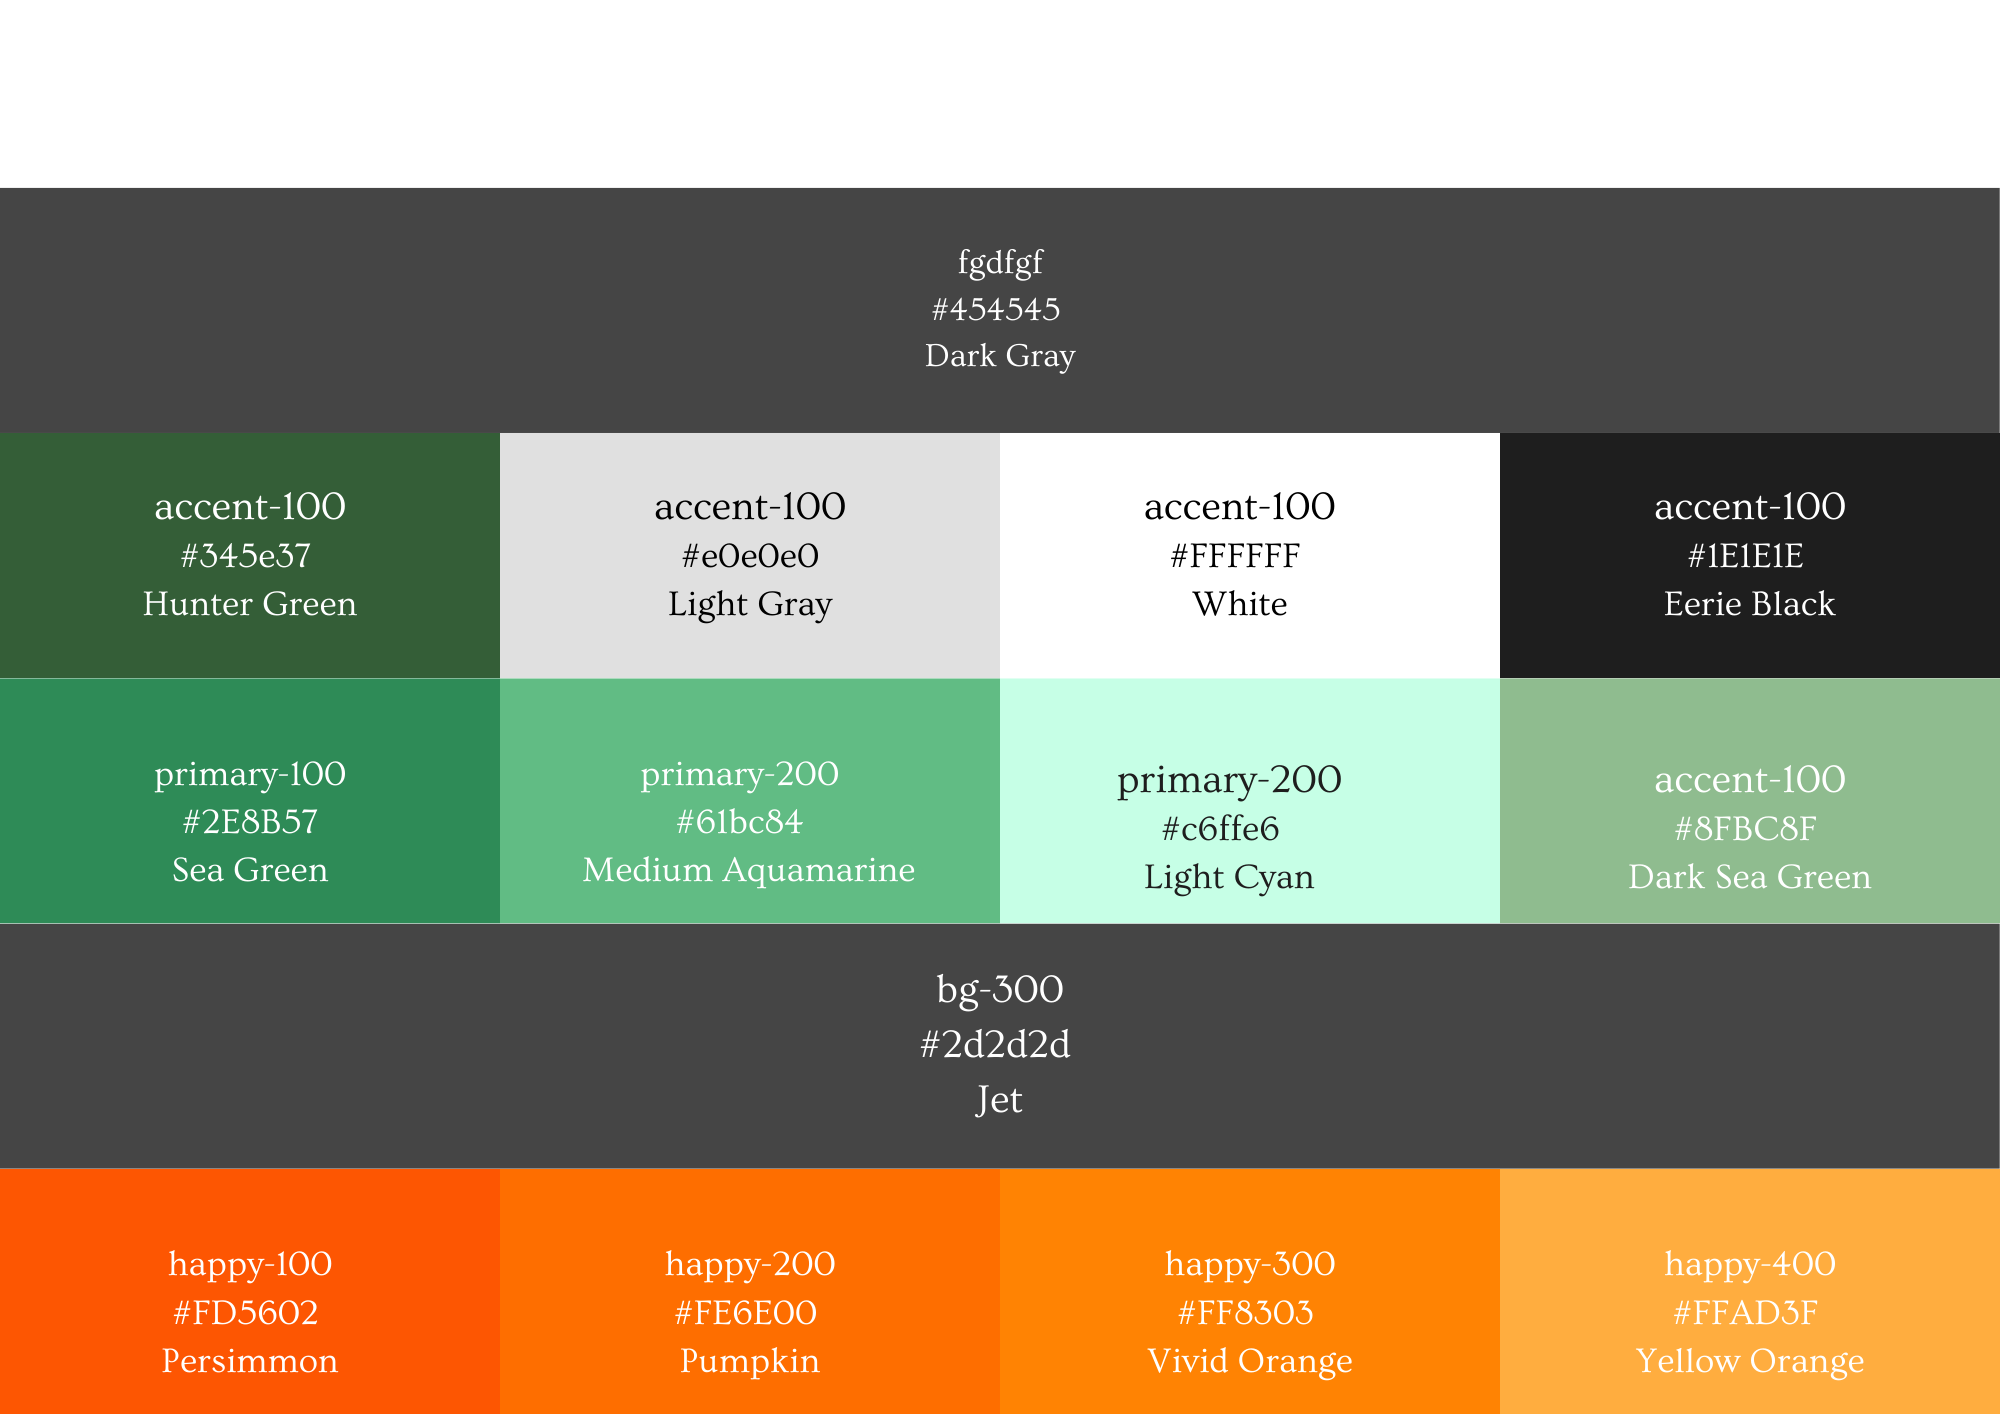 fgdfgf
#454545
Dark Gray
accent-100
#345e37
Hunter Green
accent-100
#e0e0e0
Light Gray
accent-100
#FFFFFF
White
accent-100
#1E1E1E
Eerie Black
primary-100
#2E8B57
Sea Green
primary-200
#61bc84
Medium Aquamarine
primary-200
#c6ffe6
Light Cyan
accent-100
#8FBC8F
Dark Sea Green
bg-300
#2d2d2d
Jet
happy-100
#FD5602
Persimmon
happy-200
#FE6E00
Pumpkin
happy-300
#FF8303
Vivid Orange
happy-400
#FFAD3F
Yellow Orange